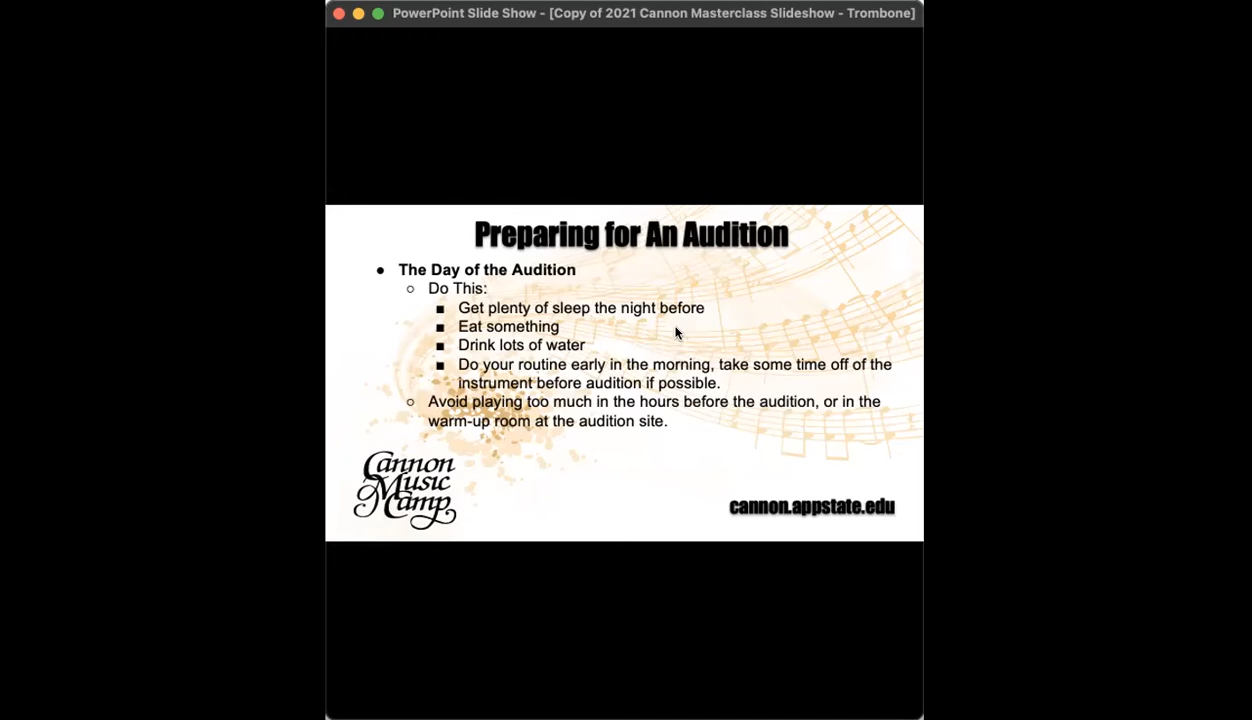 PowerPoint Slide Show - [Copy of 2021 Cannon Masterclass Slideshow - Trombone]
Preparing for An Audition
● The Day of the Audition
○ Do This:
■ Get plenty of sleep the night before
■ Eat something
■ Drink lots of water
■ Do your routine early in the morning, take some time off of the
instrument before audition if possible.
○ Avoid playing too much in the hours before the audition, or in the
warm-up room at the audition site.
Cannon
Music
Camp
cannon.appstate.edu